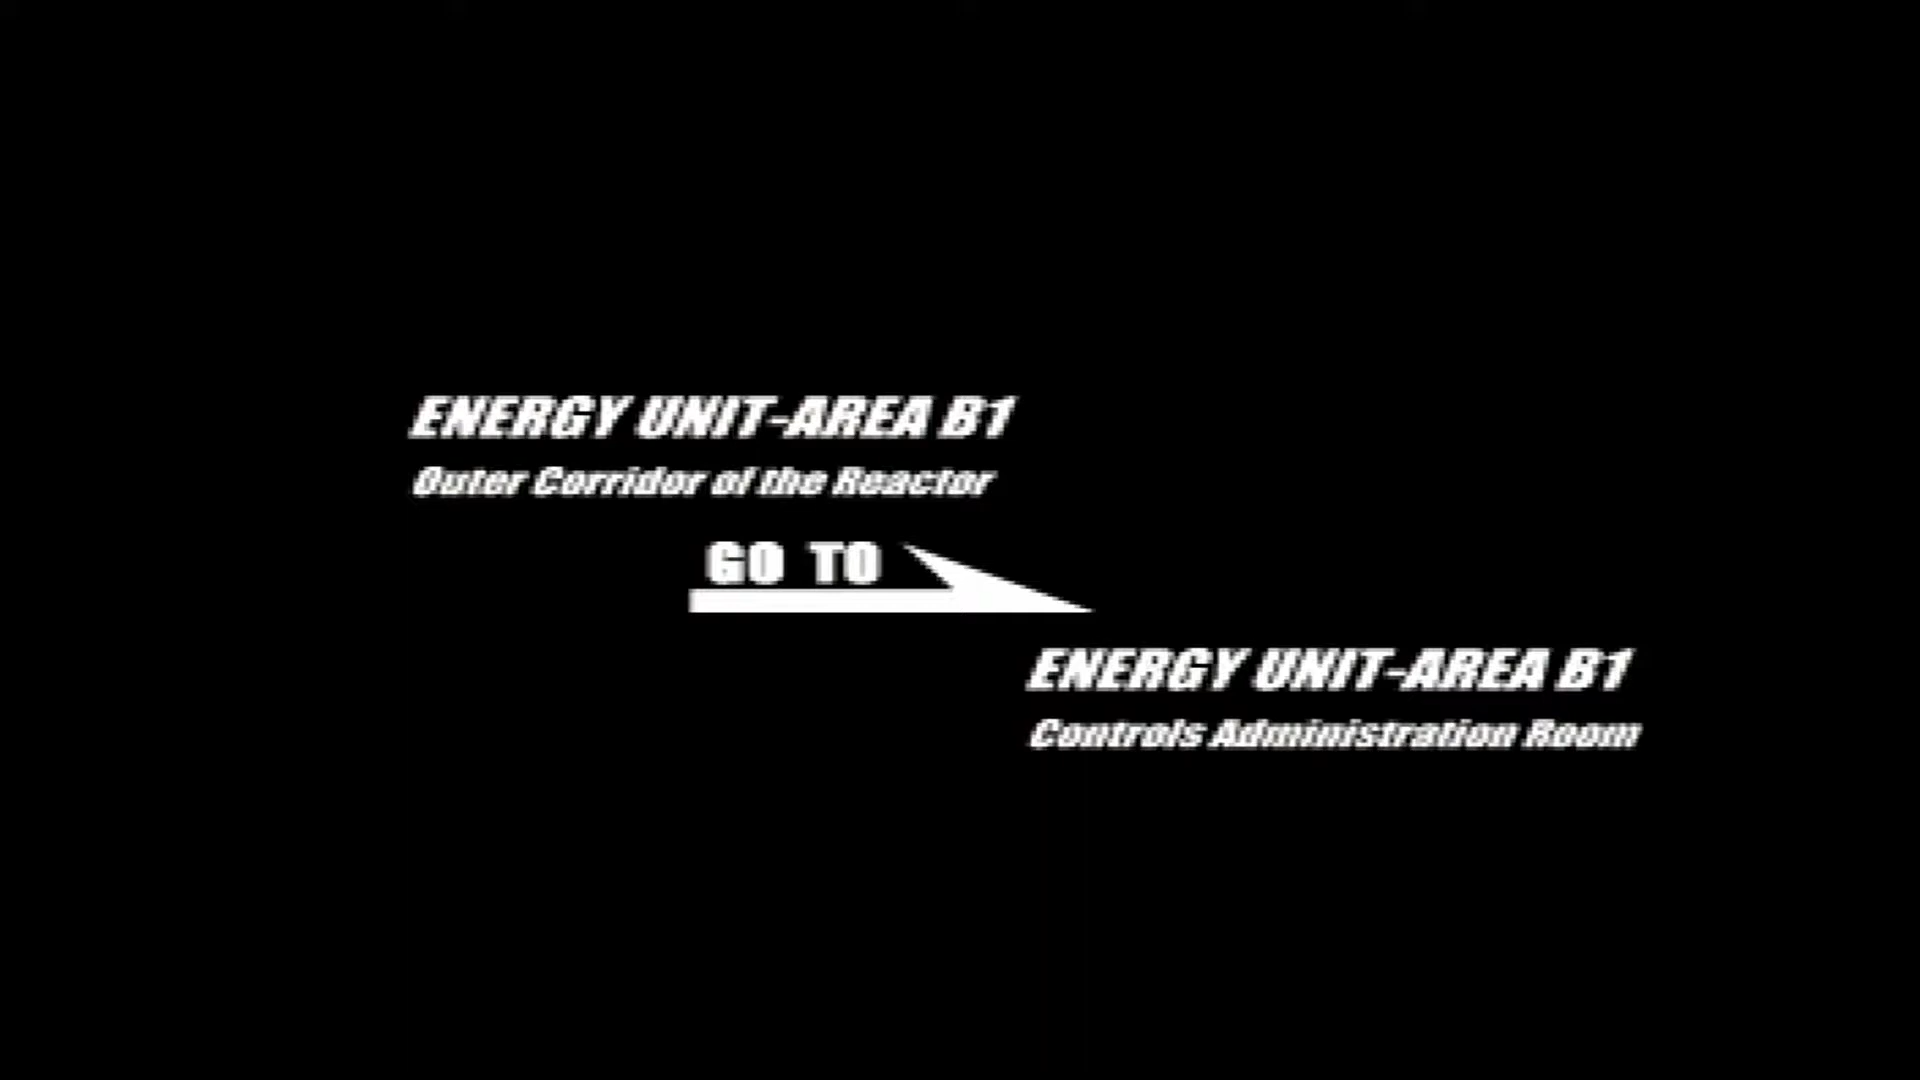 ENERGY UNIT-AREA B1
Outer Corridor of the Reactor
GO TO
ENERGY UNIT-AREA B1
Controls Administration Room